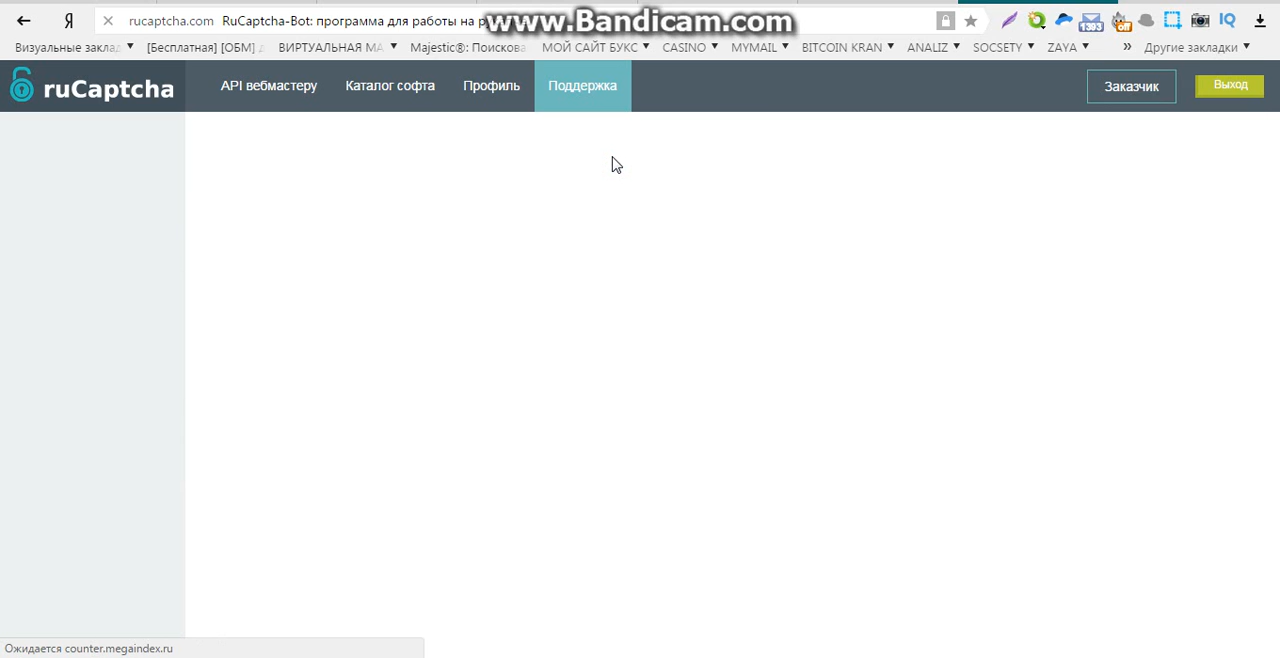 www.Bandicam.com
rucaptcha.com RuCaptcha-Bot: программа для работы на
Визуальные заклад [Бесплатная] [ОБМ] ВИРТУАЛЬНАЯ МА Majestic®: Поискова МОЙ САЙТ БУКС CASINO MYMAIL BITCOIN KRAN ANALIZ SOCSETY ZAYA » Другие закладки
ruCaptcha API вебмастеру Каталог софта Профиль Поддержка Заказчик Выход
Ожидается counter.megaindex.ru